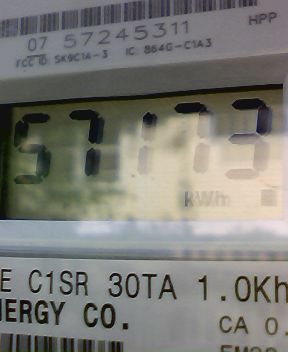 HPP
07 57245311
FCC ID: SK9C1A-3 IC: 864G-C1A3
57173
kWh
E C1SR 30TA 1.0Kh
NERGY CO.
CA 0.